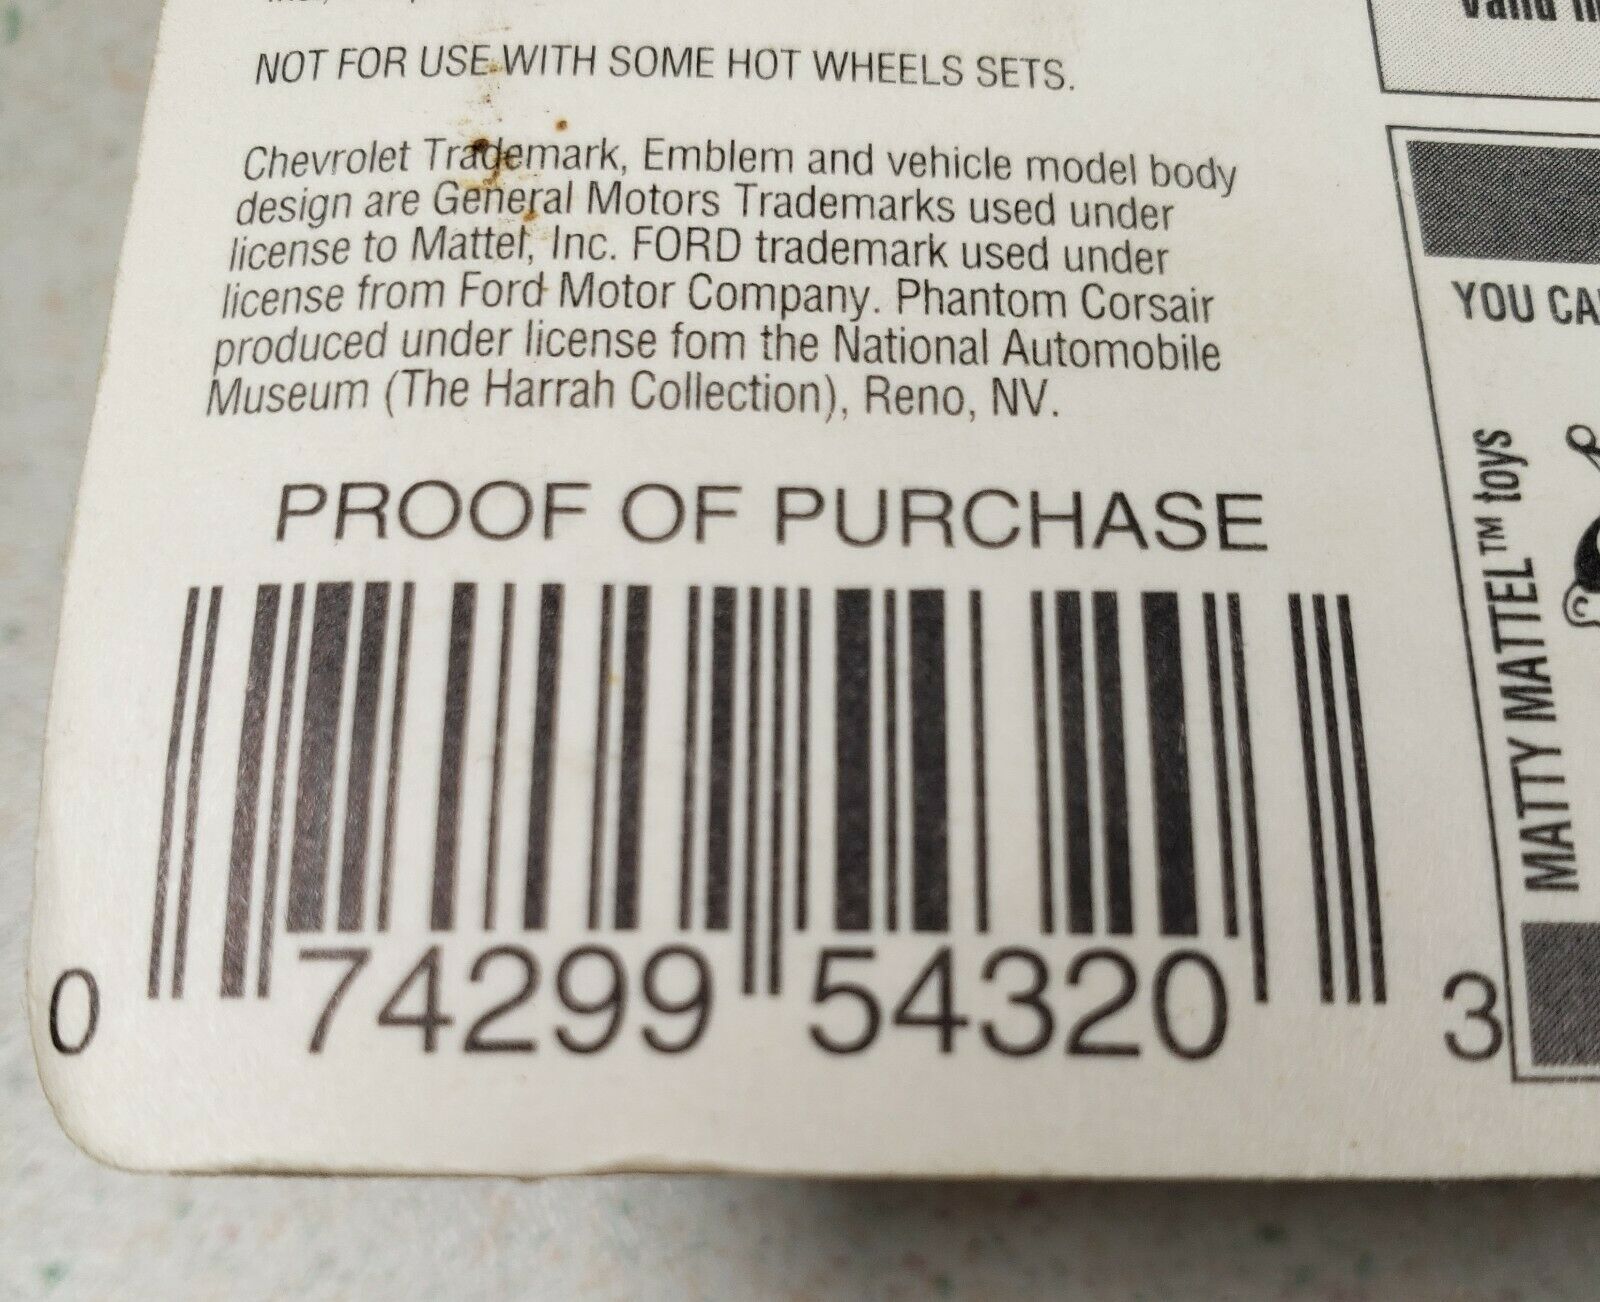 NOT FOR USE WITH SOME HOT WHEELS SETS.
Chevrolet Trademark, Emblem and vehicle model body
design are General Motors Trademarks used under
license to Mattel, Inc. FORD trademark used under
license from Ford Motor Company. Phantom Corsair
produced under license fom the National Automobile
Museum (The Harrah Collection), Reno, NV.
PROOF OF PURCHASE
0 74299 54320 3
YOU
MATTY MATTEL™ toys